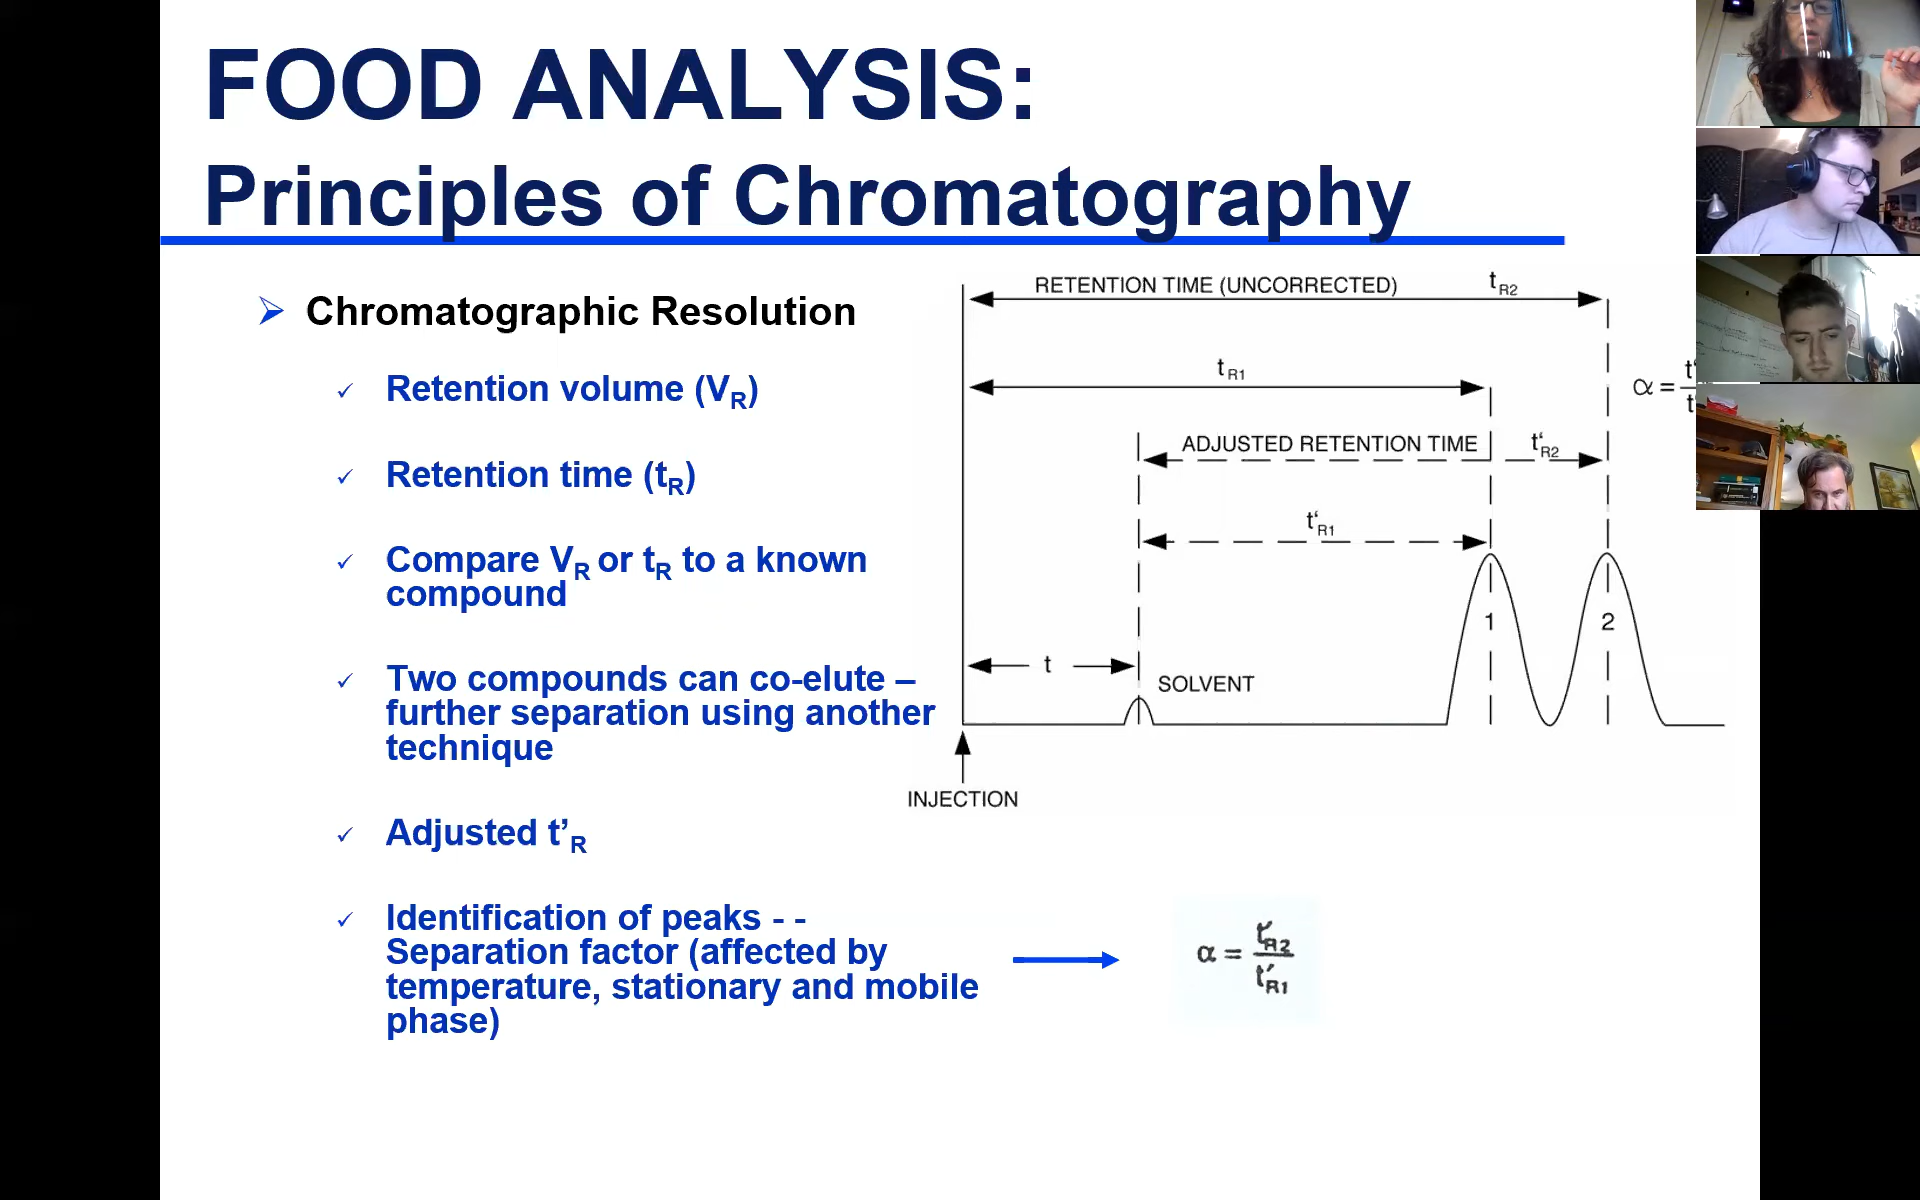 FOOD ANALYSIS:
Principles of Chromatography
Chromatographic Resolution
Retention volume (VR)
Retention time (tR)
Compare VR or tR to a known
compound
Two compounds can co-elute –
further separation using another
technique
Adjusted t’R
Identification of peaks - -
Separation factor (affected by
temperature, stationary and mobile
phase)
RETENTION TIME (UNCORRECTED) tR2
tR1
α =
ADJUSTED RETENTION TIME t‘R2
t‘R1
1 2
t
SOLVENT
INJECTION
α = t′R2 / t′R1